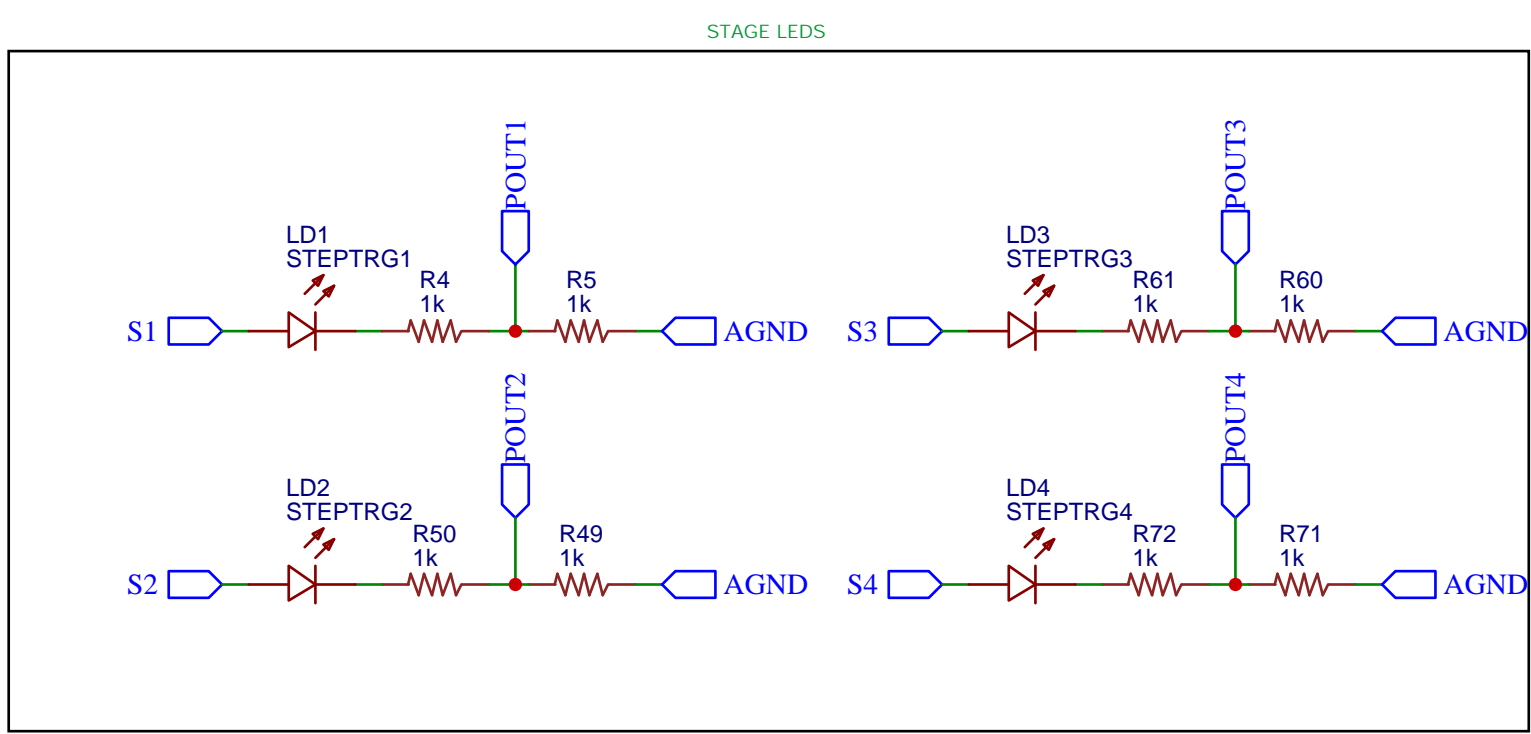 STAGE LEDS
POUT1
LD1
STEPTRG1
R4
1k
R5
1k
S1
AGND
POUT3
LD3
STEPTRG3
R61
1k
R60
1k
S3
AGND
POUT2
LD2
STEPTRG2
R50
1k
R49
1k
S2
AGND
POUT4
LD4
STEPTRG4
R72
1k
R71
1k
S4
AGND